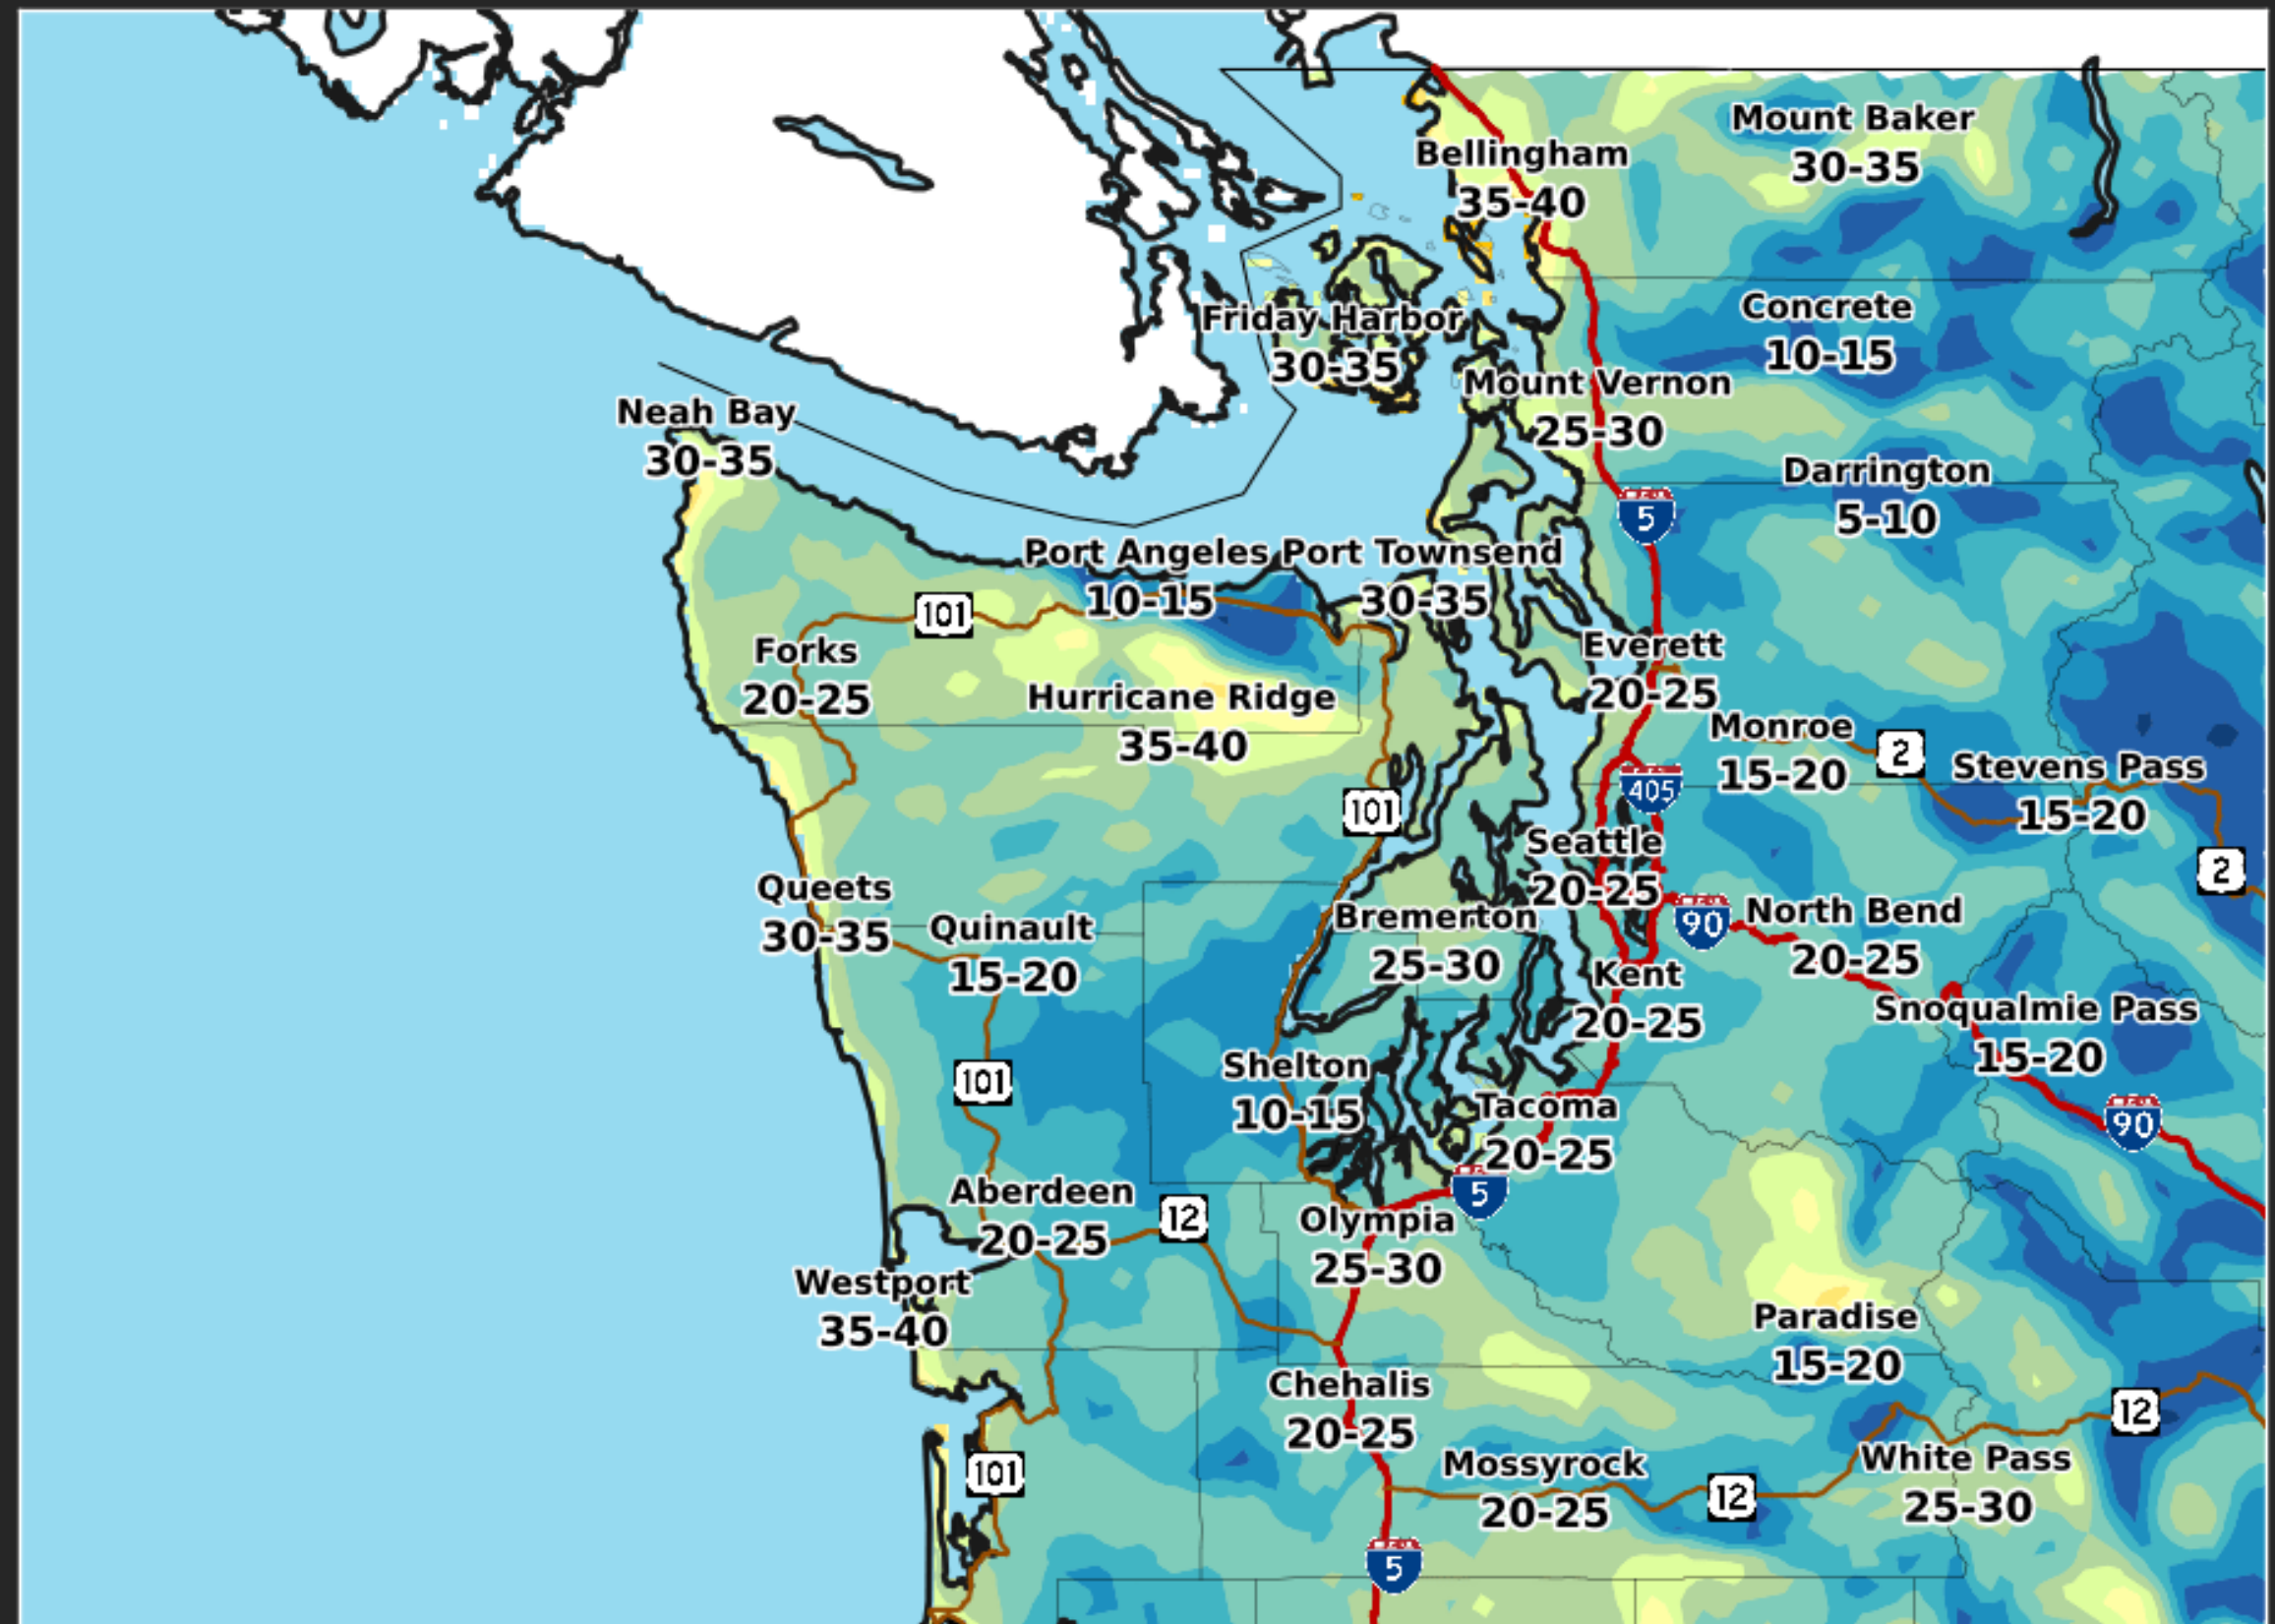 Mount Baker
30-35
Bellingham
35-40
Concrete
10-15
Friday Harbor
30-35
Mount Vernon
25-30
Neah Bay
30-35
Darrington
5-10
5
Port Angeles
10-15
Port Townsend
30-35
101
Forks
20-25
Everett
20-25
Hurricane Ridge
35-40
Monroe
15-20
2
Stevens Pass
15-20
405
101
Seattle
20-25
2
Queets
30-35
Quinault
15-20
Bremerton
25-30
90
North Bend
20-25
Kent
20-25
Snoqualmie Pass
15-20
101
Shelton
10-15
Tacoma
20-25
90
Aberdeen
20-25
12
5
Olympia
25-30
Westport
35-40
Paradise
15-20
Chehalis
20-25
12
101
Mossyrock
20-25
12
White Pass
25-30
5